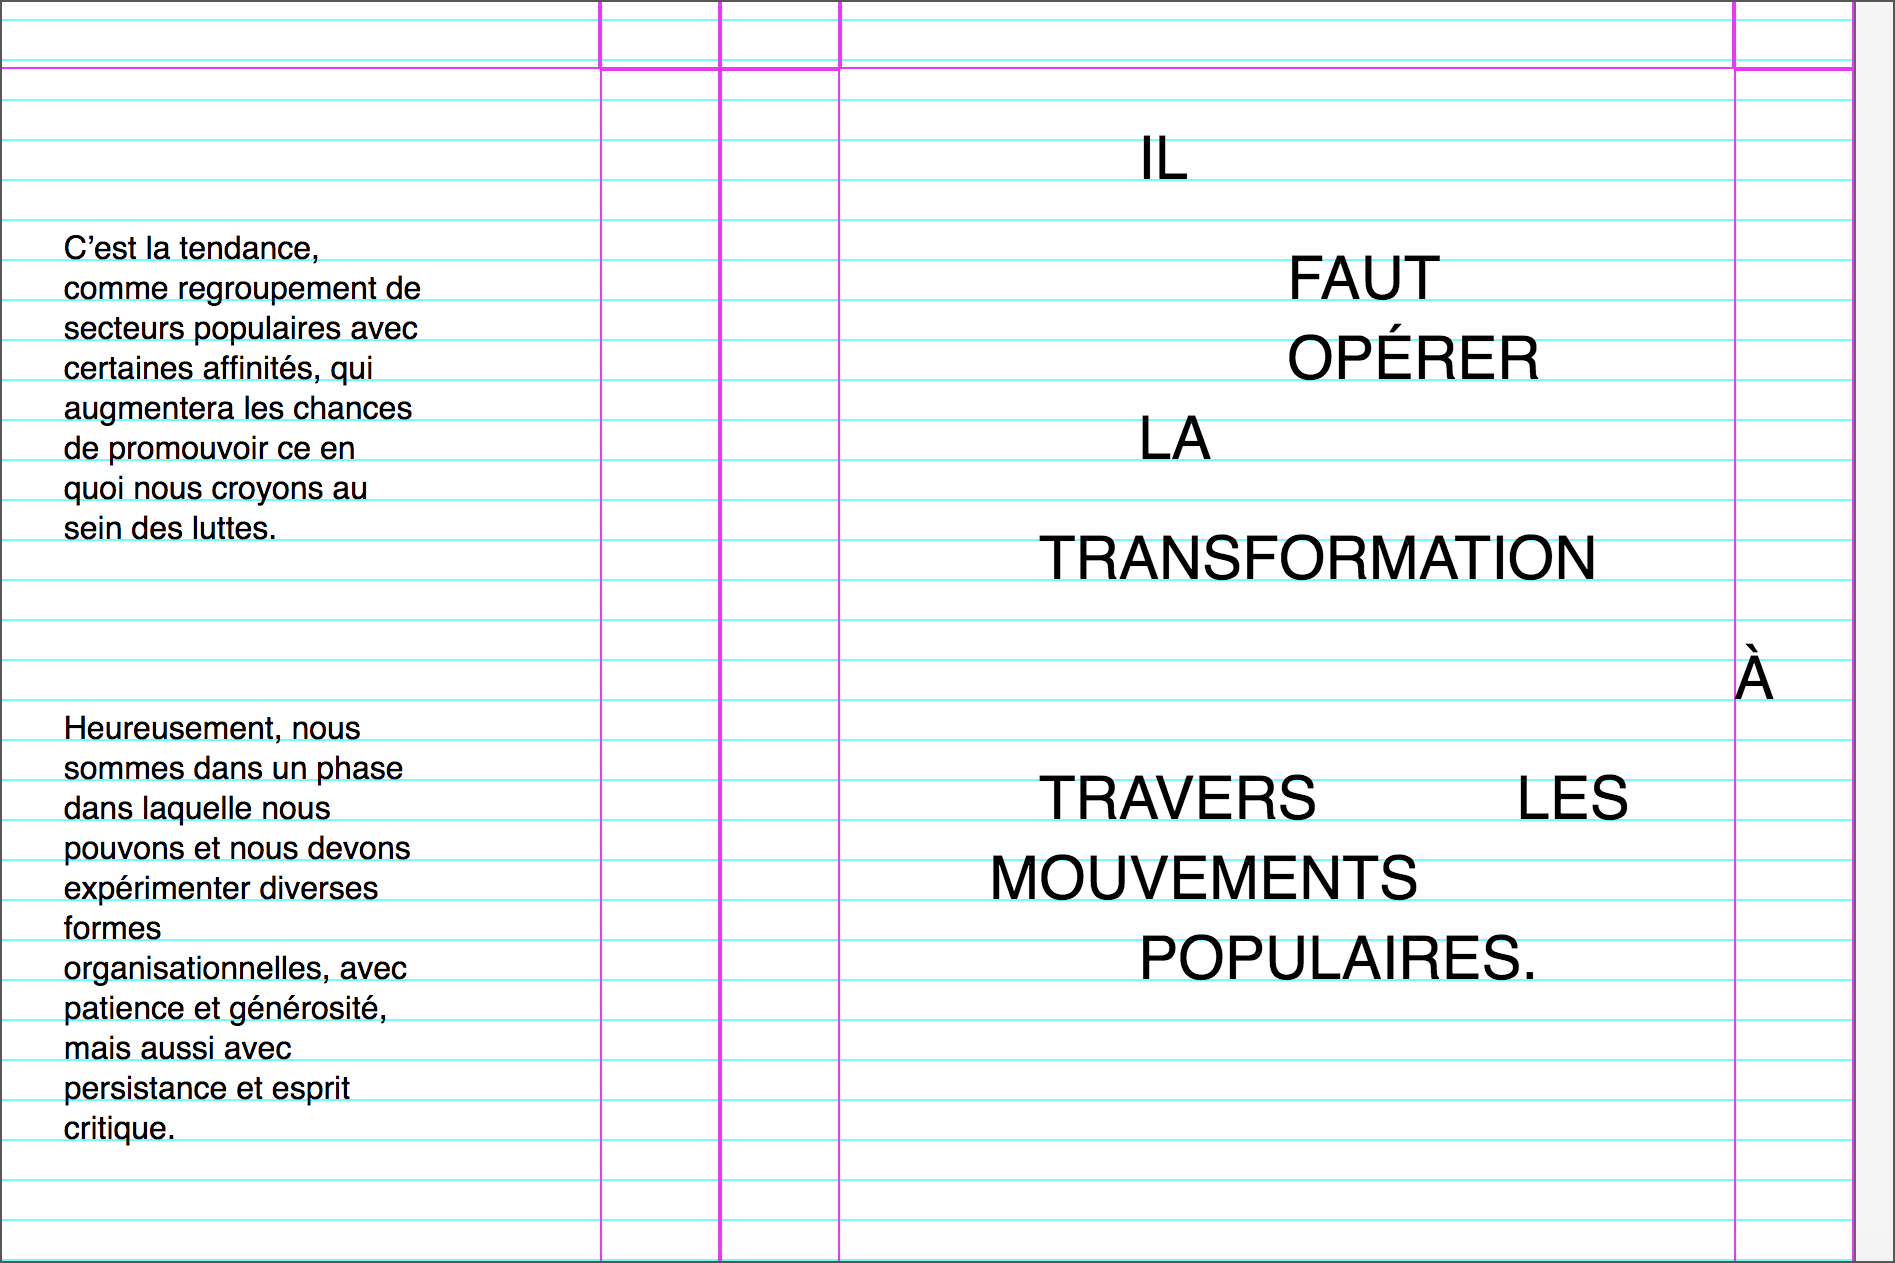 C’est la tendance,
comme regroupement de
secteurs populaires avec
certaines affinités, qui
augmentera les chances
de promouvoir ce en
quoi nous croyons au
sein des luttes.
Heureusement, nous
sommes dans un phase
dans laquelle nous
pouvons et nous devons
expérimenter diverses
formes
organisationnelles, avec
patience et générosité,
mais aussi avec
persistance et esprit
critique.
IL
FAUT
OPÉRER
LA
TRANSFORMATION
À
TRAVERS LES
MOUVEMENTS
POPULAIRES.